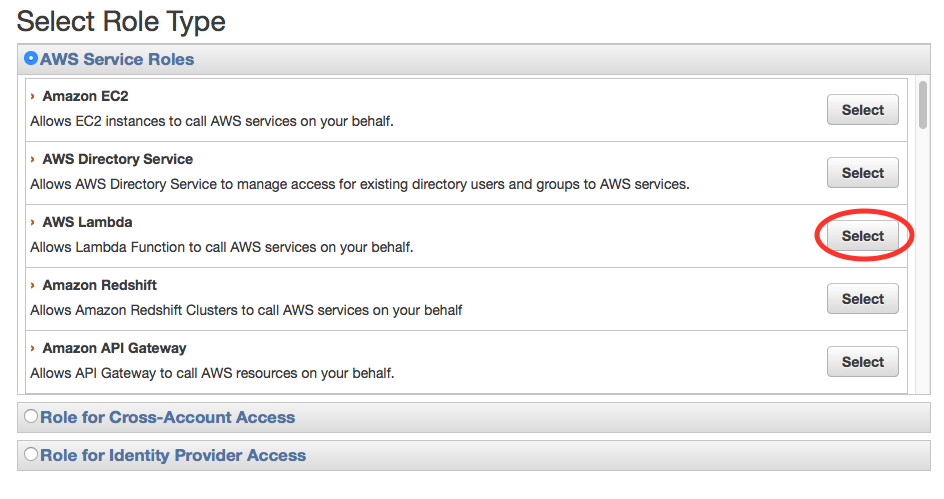 Select Role Type
AWS Service Roles
Amazon EC2
Allows EC2 instances to call AWS services on your behalf.
Select
AWS Directory Service
Allows AWS Directory Service to manage access for existing directory users and groups to AWS services.
Select
AWS Lambda
Allows Lambda Function to call AWS services on your behalf.
Select
Amazon Redshift
Allows Amazon Redshift Clusters to call AWS services on your behalf
Select
Amazon API Gateway
Allows API Gateway to call AWS resources on your behalf.
Select
Role for Cross-Account Access
Role for Identity Provider Access